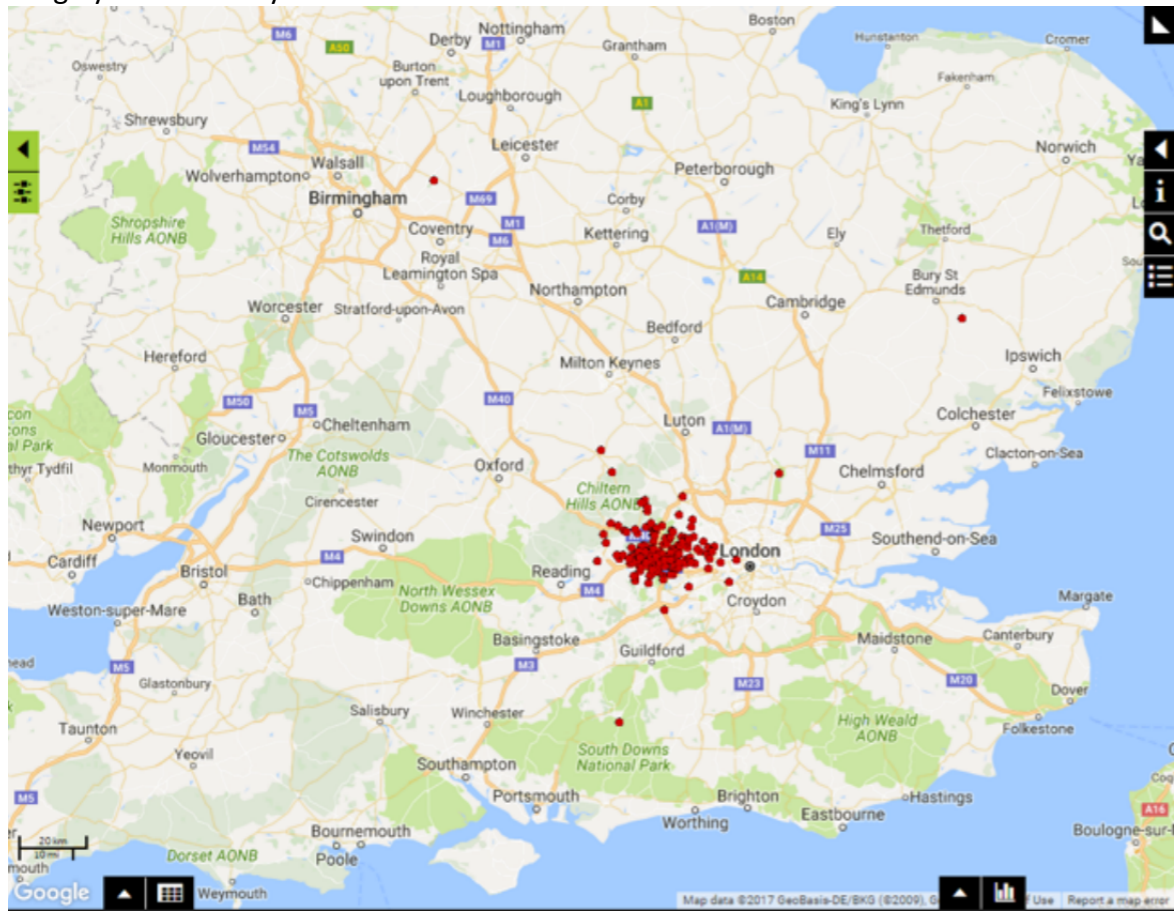 Boston
Nottingham
Derby
M1
Grantham
M6
A50
Hunstanton
Cromer
Oswestry
Burton
upon Trent
Fakenham
Loughborough
A1
King's Lynn
Shrewsbury
M54
Leicester
Norwich
Walsall
Wolverhampton
Peterborough
Birmingham
M69
Corby
Shropshire
Hills AONB
M1
Coventry
M6
Kettering
A1(M)
Ely
Thetford
Royal
Leamington Spa
A14
Bury St
Edmunds
Northampton
Cambridge
Worcester
Stratford-upon-Avon
Bedford
Hereford
Milton Keynes
Ipswich
M50
M5
M40
Felixstowe
Cheltenham
Luton
A1(M)
Colchester
Gloucester
The Cotswolds
AONB
M11
Clacton-on-Sea
Monmouth
Oxford
Chelmsford
thyr Tydfil
Cirencester
Chiltern
Hills AONB
Newport
M25
Swindon
Southend-on-Sea
London
M4
Cardiff
Bristol
Reading
M4
Chippenham
North Wessex
Downs AONB
Bath
Croydon
Margate
Weston-super-Mare
Basingstoke
Maidstone
Canterbury
M5
M3
Guildford
Glastonbury
M23
M20
Dover
Salisbury
Winchester
High Weald
AONB
Folkestone
Taunton
Yeovil
South Downs
National Park
Southampton
M5
Portsmouth
Brighton
Hastings
Worthing
Eastbourne
A16
Bournemouth
Boulogne-sur-
20 km
10 mi
Dorset AONB
Poole
mouth
Google
Weymouth
Map data ©2017 GeoBasis-DE/BKG (©2009), G
f Use
Report a map error